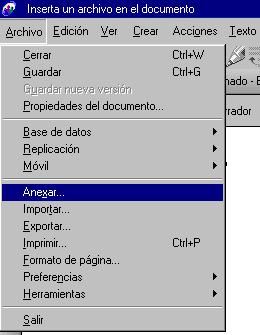 Inserta un archivo en el documento
Archivo Edición Ver Crear Acciones Texto
Cerrar Ctrl+W
Guardar Ctrl+G
Guardar nueva versión
Propiedades del documento...
Base de datos
Replicación
Móvil
Anexar...
Importar...
Exportar...
Imprimir... Ctrl+P
Formato de página...
Preferencias
Herramientas
Salir
nado - E
rrador